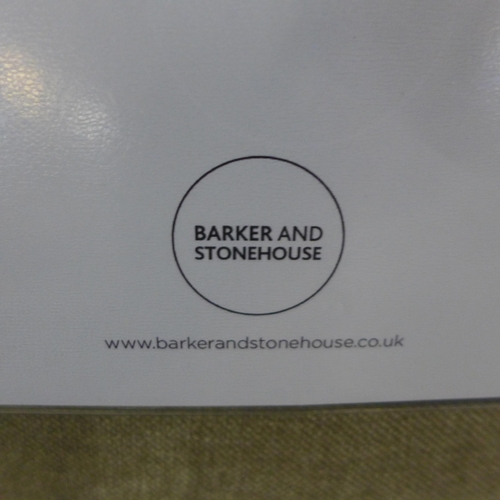 BARKER AND
STONEHOUSE
www.barkerandstonehouse.co.uk